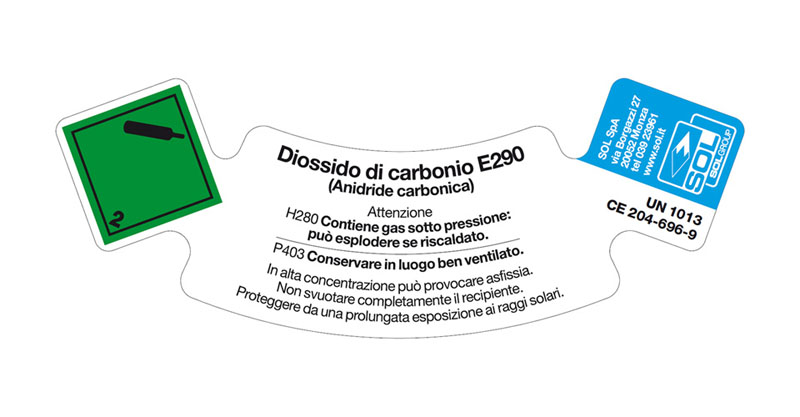 2
Diossido di carbonio E290
(Anidride carbonica)
Attenzione
H280 Contiene gas sotto pressione:
può esplodere se riscaldato.
P403 Conservare in luogo ben ventilato.
In alta concentrazione può provocare asfissia.
Non svuotare completamente il recipiente.
Proteggere da una prolungata esposizione ai raggi solari.
SOL SpA
via Borgazzi 27
20052 Monza
tel 039 23961
www.sol.it
SOL
SOLGROUP
UN 1013
CE 204-696-9